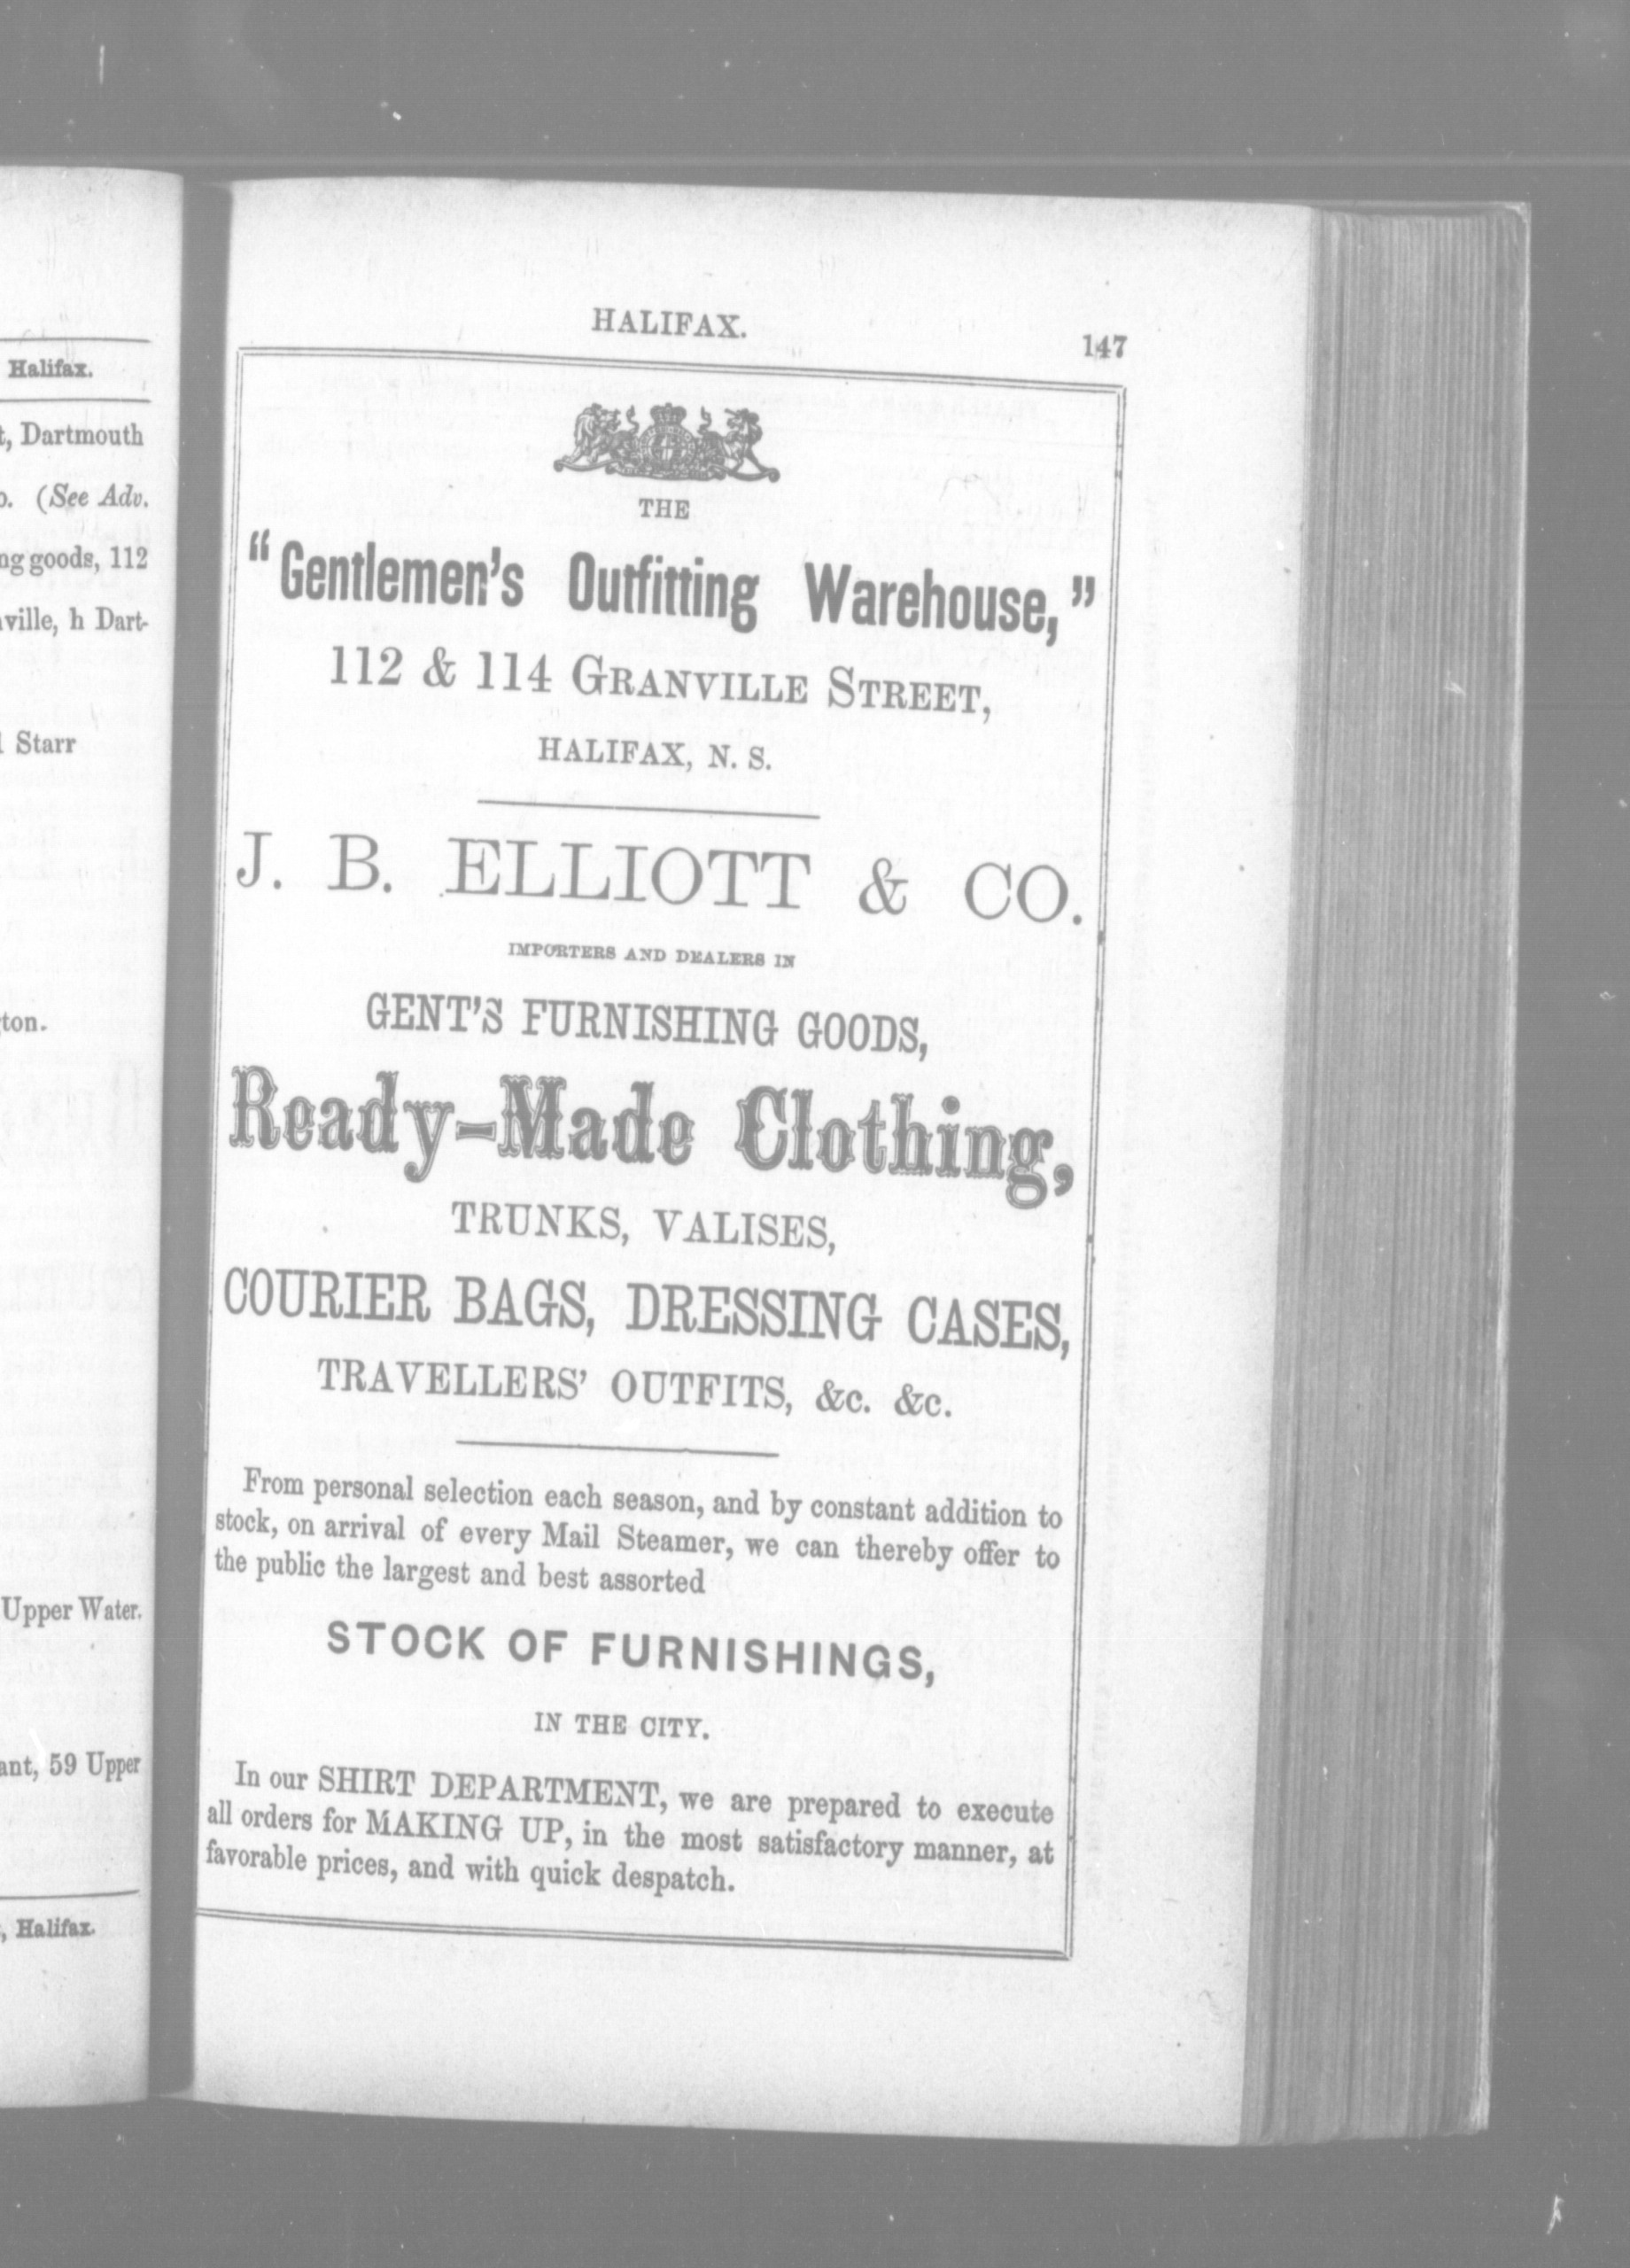 Halifax.
t, Dartmouth
o. (See Adv.
ng goods, 112
ville, h Dart-
Starr
ton.
Upper Water.
ant, 59 Upper
, Halifax.
HALIFAX.
147
THE
"Gentlemen's Outfitting Warehouse,"
112 & 114 GRANVILLE STREET,
HALIFAX, N. S.
J. B. ELLIOTT & CO.
IMPORTERS AND DEALERS IN
GENT'S FURNISHING GOODS,
Ready-Made Clothing,
TRUNKS, VALISES,
COURIER BAGS, DRESSING CASES,
TRAVELLERS' OUTFITS, &c. &c.
From personal selection each season, and by constant addition to
stock, on arrival of every Mail Steamer, we can thereby offer to
the public the largest and best assorted
STOCK OF FURNISHINGS,
IN THE CITY.
In our SHIRT DEPARTMENT, we are prepared to execute
all orders for MAKING UP, in the most satisfactory manner, at
favorable prices, and with quick despatch.